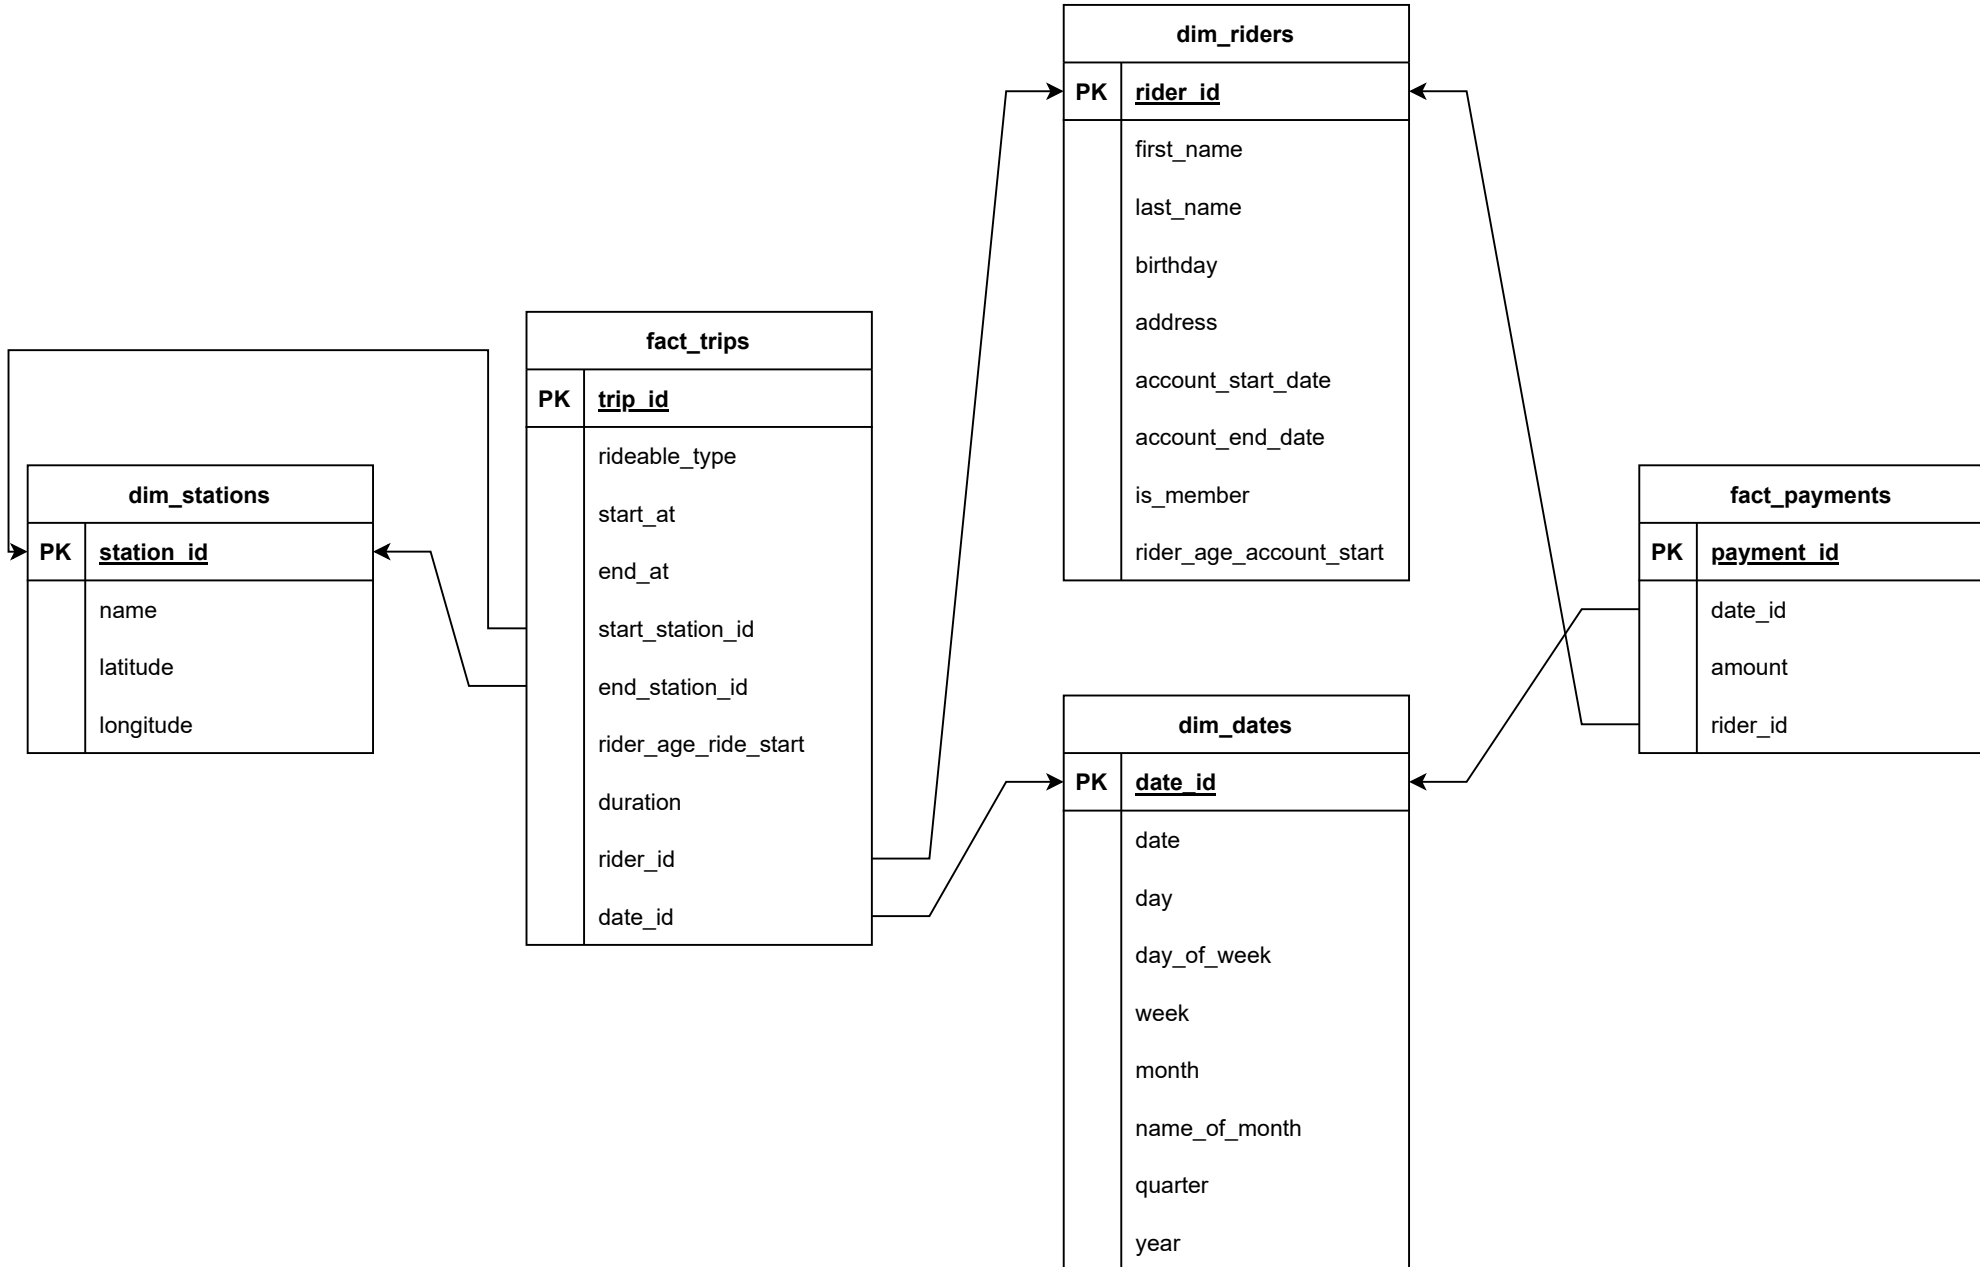 dim_riders
PK rider_id
first_name
last_name
birthday
address
account_start_date
account_end_date
is_member
rider_age_account_start
fact_trips
PK trip_id
rideable_type
start_at
end_at
start_station_id
end_station_id
rider_age_ride_start
duration
rider_id
date_id
dim_stations
PK station_id
name
latitude
longitude
fact_payments
PK payment_id
date_id
amount
rider_id
dim_dates
PK date_id
date
day
day_of_week
week
month
name_of_month
quarter
year